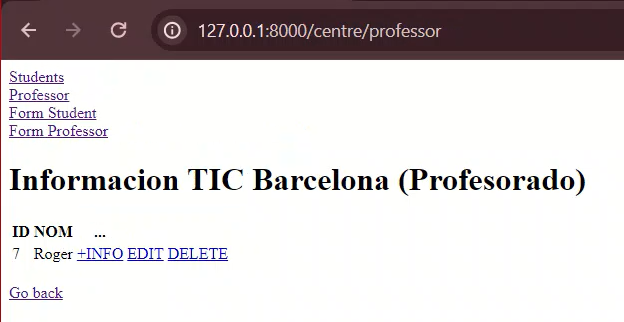 127.0.0.1:8000/centre/professor
Students
Professor
Form Student
Form Professor
Informacion TIC Barcelona (Profesorado)
ID NOM ...
7 Roger +INFO EDIT DELETE
Go back